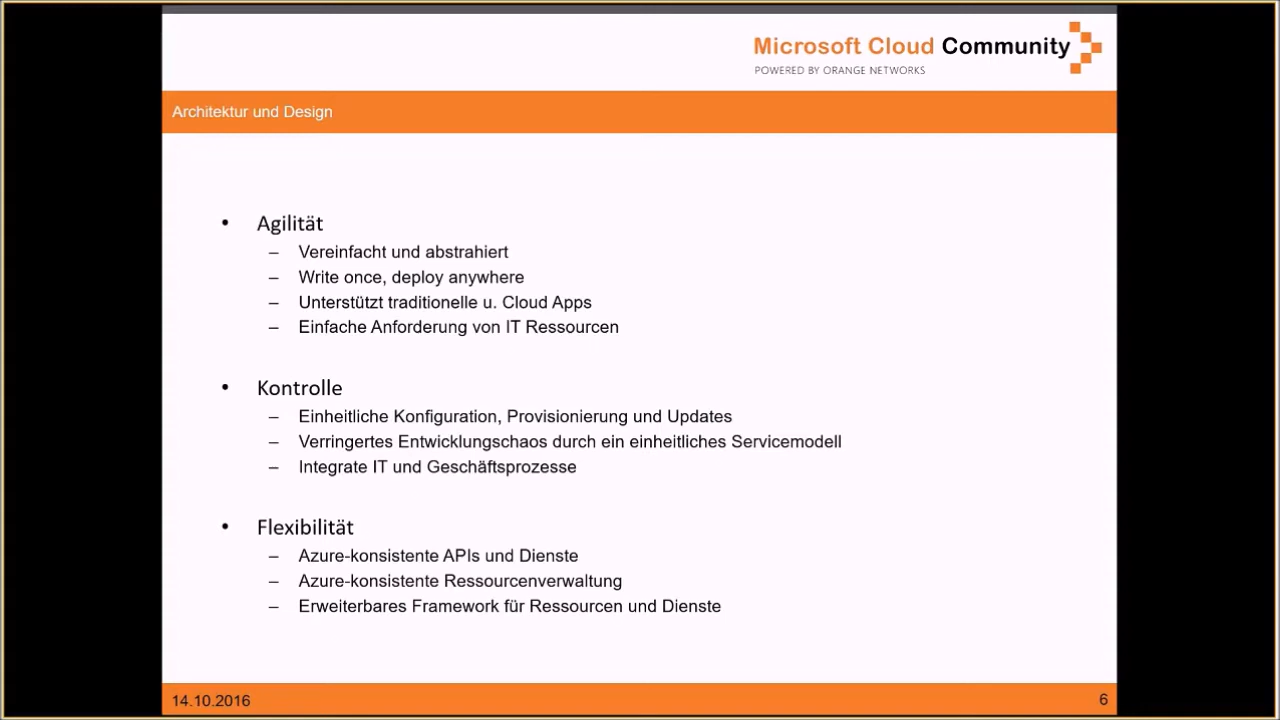 Microsoft Cloud Community
POWERED BY ORANGE NETWORKS
Architektur und Design
• Agilität
– Vereinfacht und abstrahiert
– Write once, deploy anywhere
– Unterstützt traditionelle u. Cloud Apps
– Einfache Anforderung von IT Ressourcen
• Kontrolle
– Einheitliche Konfiguration, Provisionierung und Updates
– Verringertes Entwicklungschaos durch ein einheitliches Servicemodell
– Integrate IT und Geschäftsprozesse
• Flexibilität
– Azure-konsistente APIs und Dienste
– Azure-konsistente Ressourcenverwaltung
– Erweiterbares Framework für Ressourcen und Dienste
14.10.2016
6